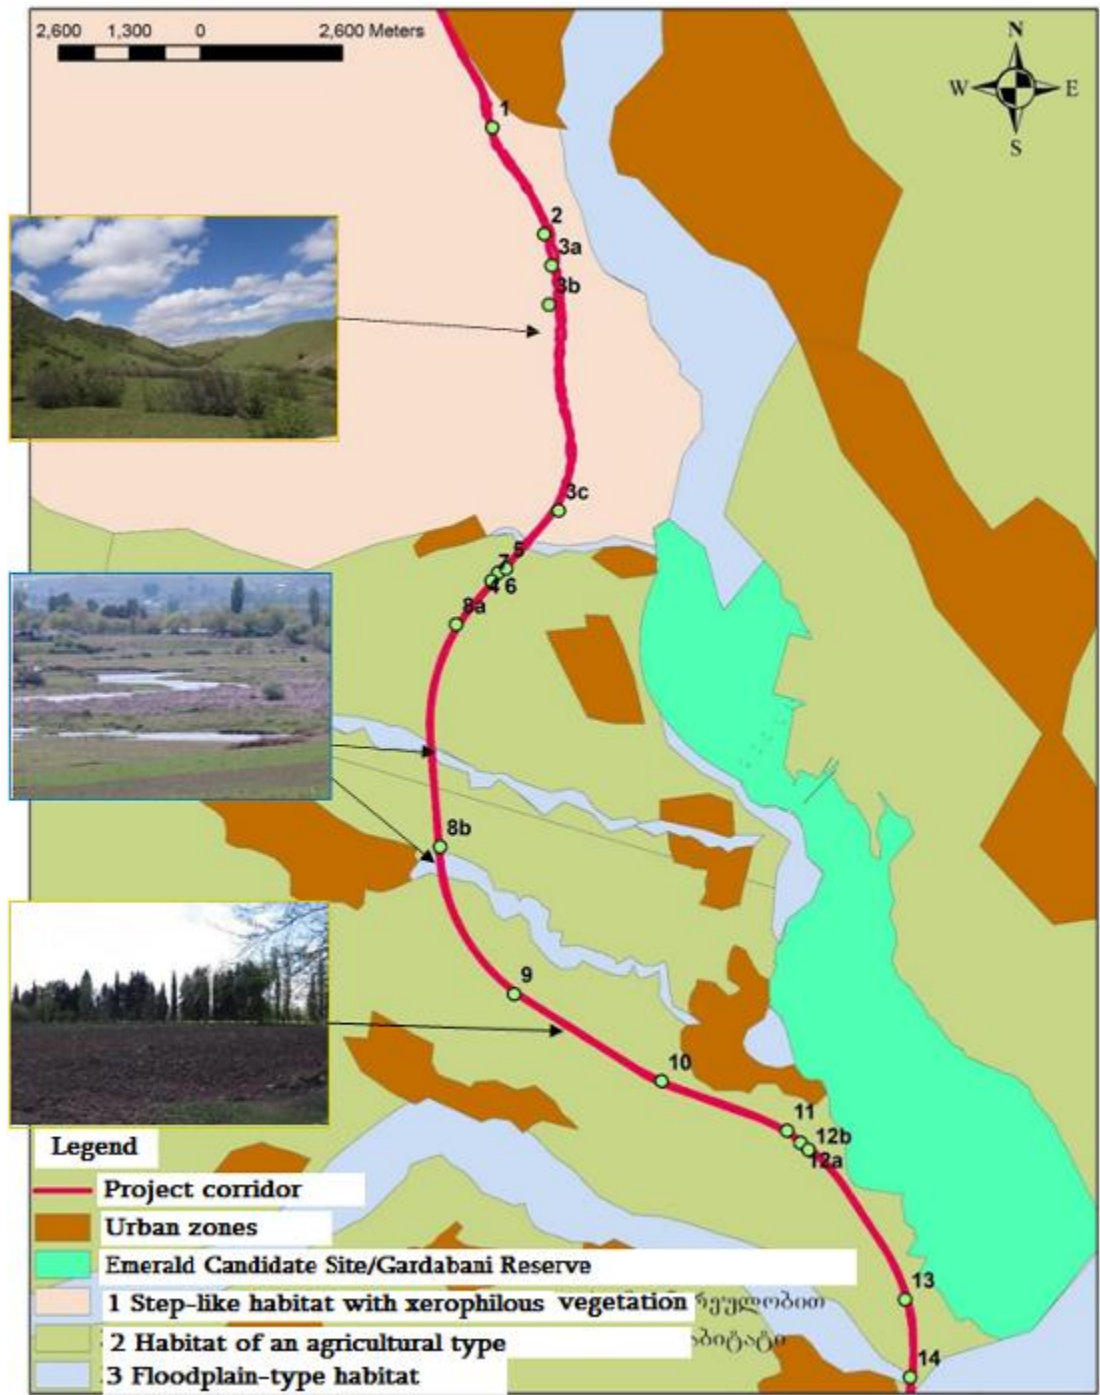 2,600 1,300 0 2,600 Meters
N
W E
S
1
2
3a
3b
3c
5
7
4 6
8a
8b
9
10
11
12b
12a
13
14
Legend
Project corridor
Urban zones
Emerald Candidate Site/Gardabani Reserve
1 Step-like habitat with xerophilous vegetation
2 Habitat of an agricultural type
3 Floodplain-type habitat